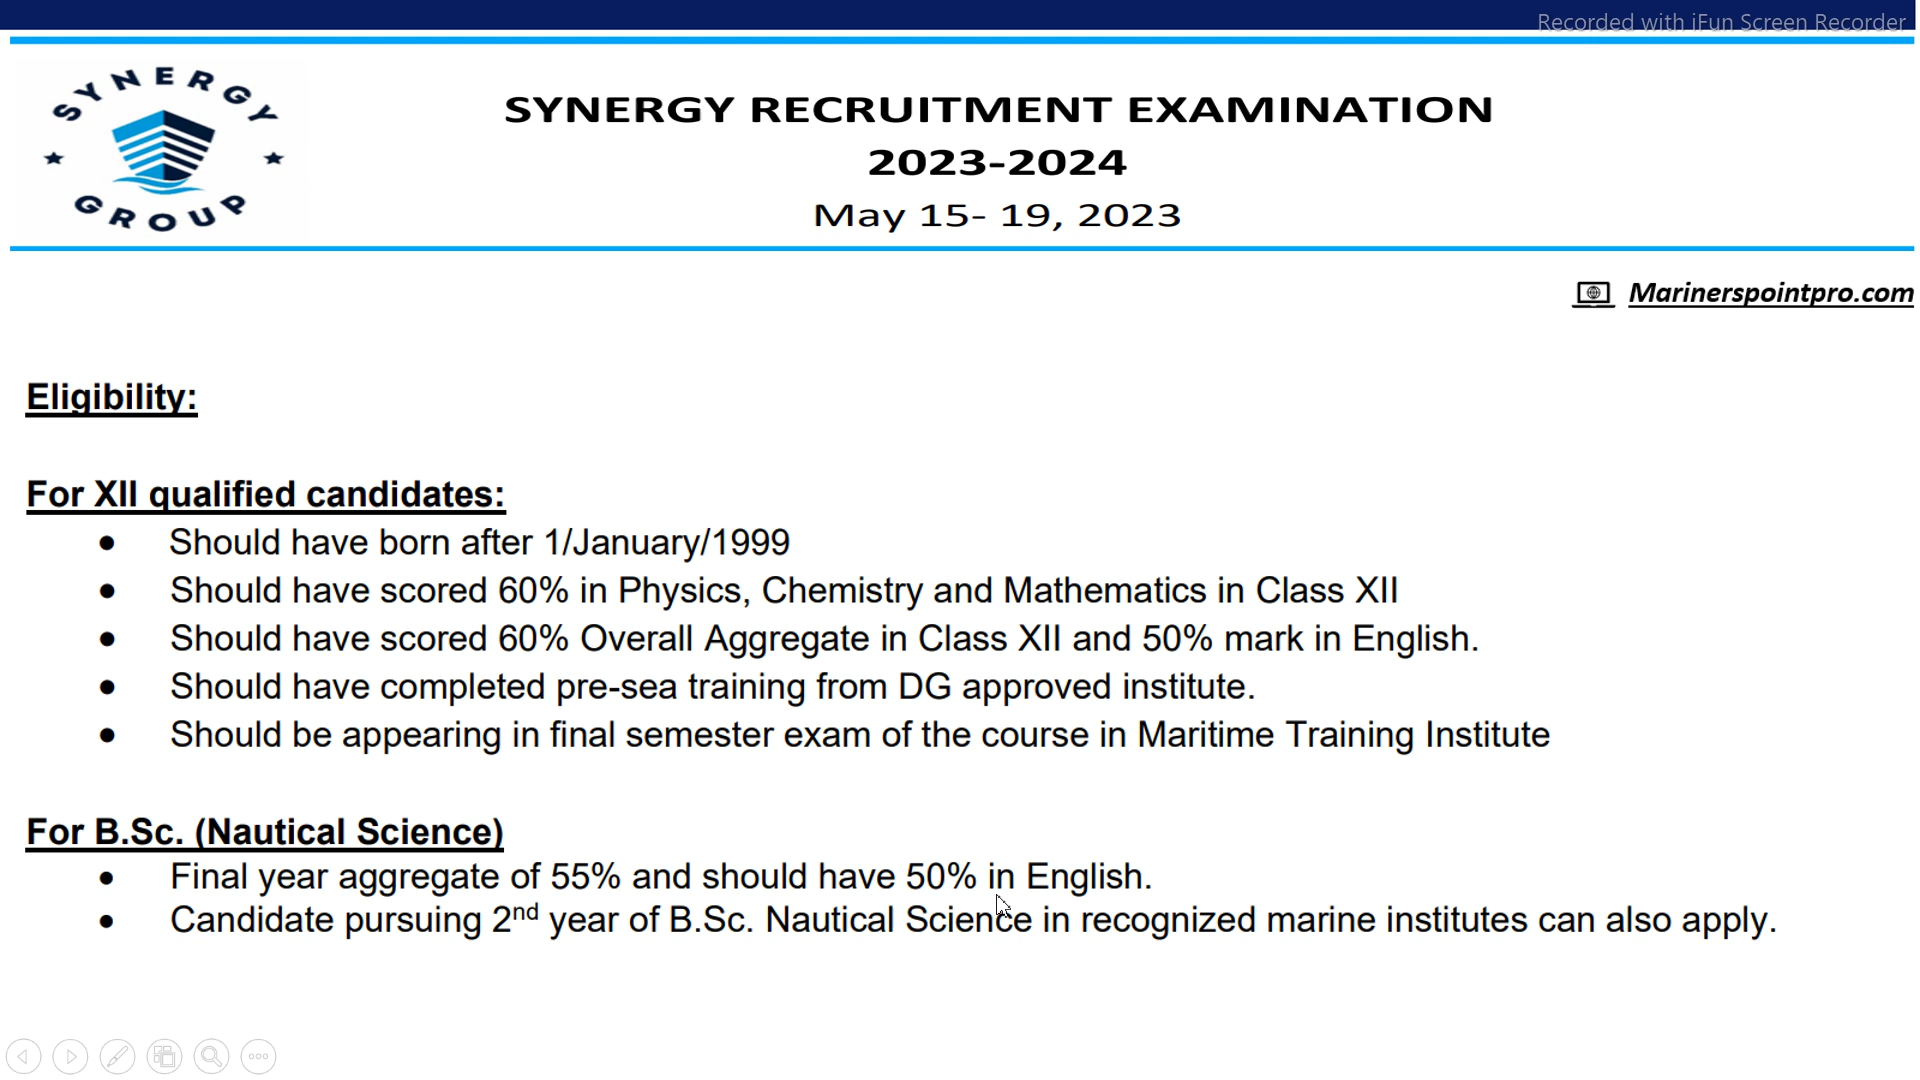 Recorded with iFun Screen Recorder
SYNERGY
GROUP
SYNERGY RECRUITMENT EXAMINATION
2023-2024
May 15- 19, 2023
Marinerspointpro.com
Eligibility:
For XII qualified candidates:
● Should have born after 1/January/1999
● Should have scored 60% in Physics, Chemistry and Mathematics in Class XII
● Should have scored 60% Overall Aggregate in Class XII and 50% mark in English.
● Should have completed pre-sea training from DG approved institute.
● Should be appearing in final semester exam of the course in Maritime Training Institute
For B.Sc. (Nautical Science)
● Final year aggregate of 55% and should have 50% in English.
● Candidate pursuing 2nd year of B.Sc. Nautical Science in recognized marine institutes can also apply.